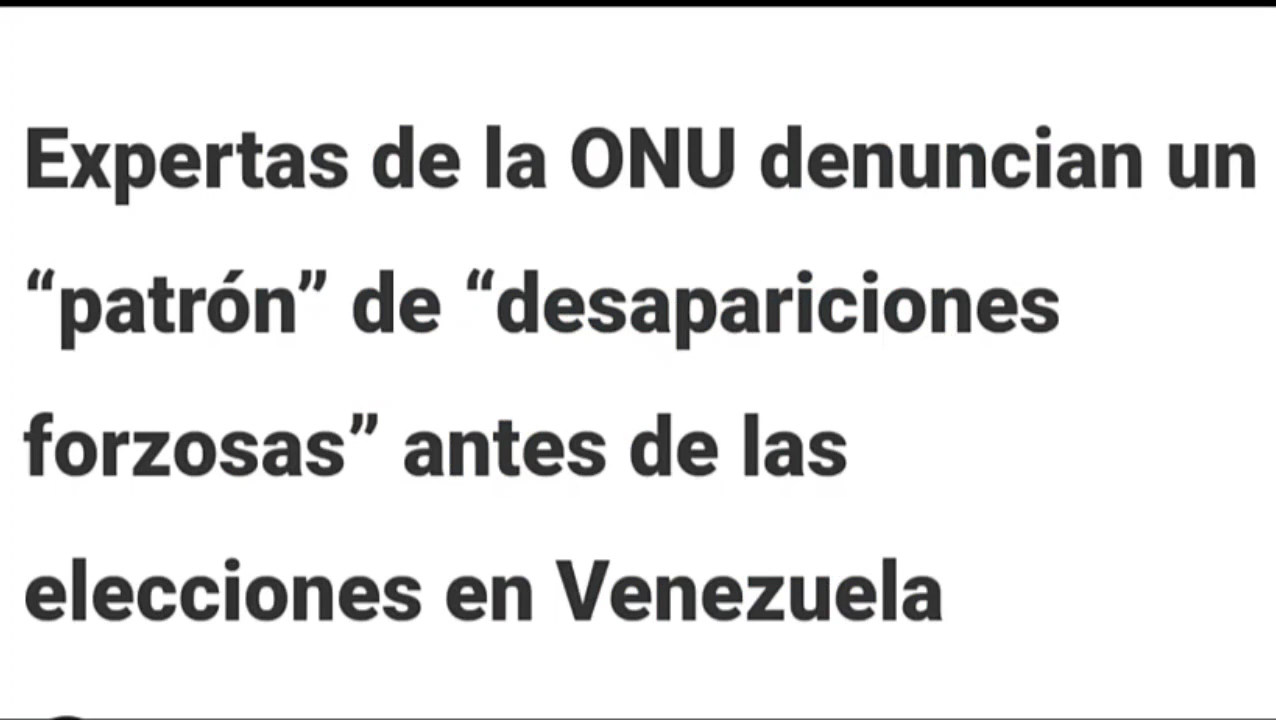 Expertas de la ONU denuncian un
“patrón” de “desapariciones
forzosas” antes de las
elecciones en Venezuela